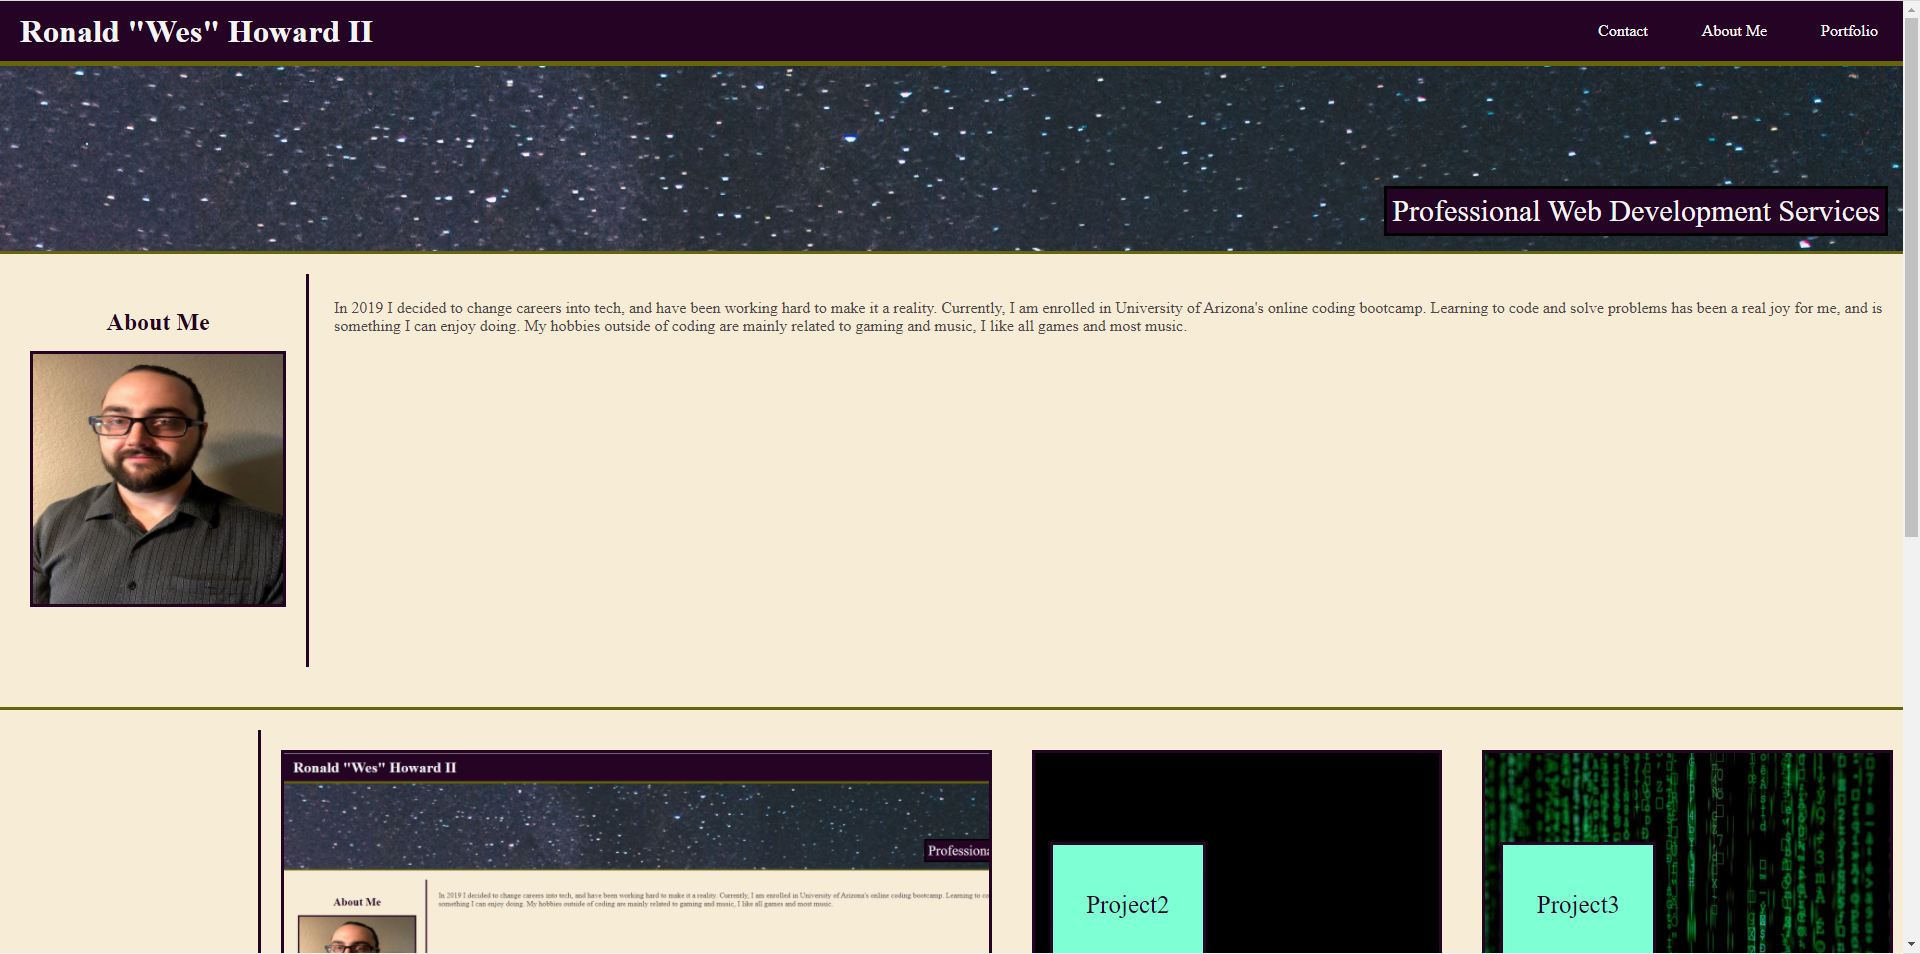 Ronald "Wes" Howard II
Contact
About Me
Portfolio
Professional Web Development Services
About Me
In 2019 I decided to change careers into tech, and have been working hard to make it a reality. Currently, I am enrolled in University of Arizona's online coding bootcamp. Learning to code and solve problems has been a real joy for me, and is
something I can enjoy doing. My hobbies outside of coding are mainly related to gaming and music, I like all games and most music.
Ronald "Wes" Howard II
Professiona
About Me
In 2019 I decided to change careers into tech, and have been working hard to make it a reality. Currently, I am enrolled in University of Arizona's online coding bootcamp. Learning to
something I can enjoy doing. My hobbies outside of coding are mainly related to gaming and music, I like all games and most music.
Project2
Project3